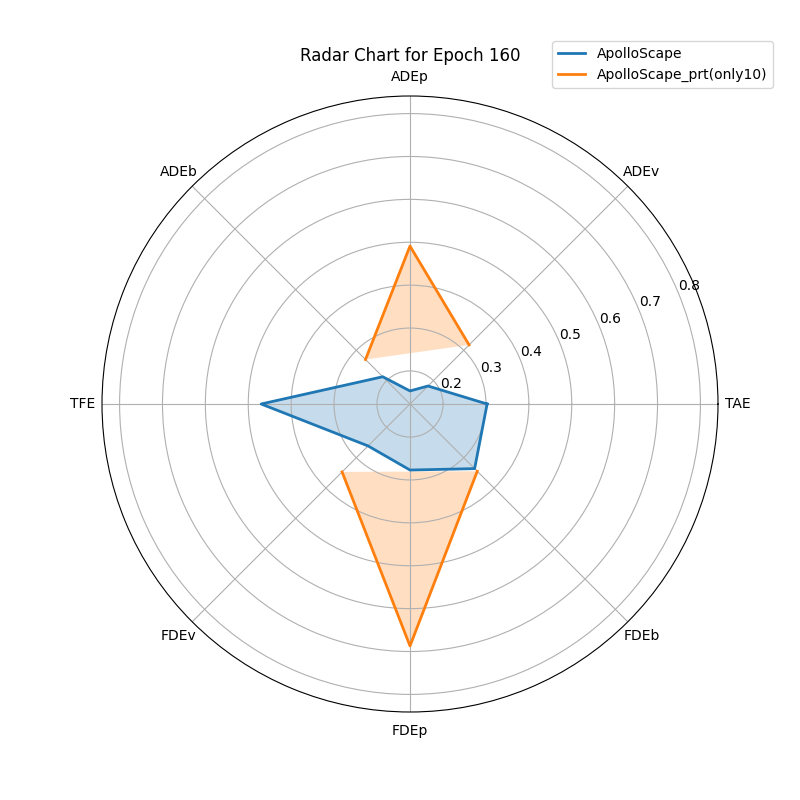 Radar Chart for Epoch 160
ApolloScape
ApolloScape_prt(only10)
ADEp
ADEb
ADEv
0.8
0.7
0.6
0.5
0.4
0.3
0.2
TFE
TAE
FDEv
FDEb
FDEp